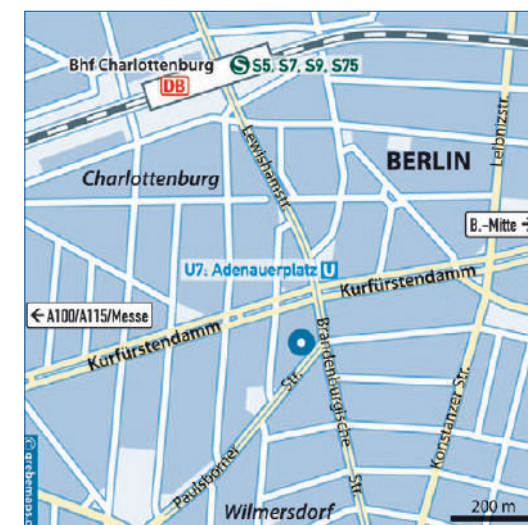 Bhf Charlottenburg
S S5, S7, S9, S75
DB
Leibnizstr.
Lewishamstr.
BERLIN
Charlottenburg
B.-Mitte →
U7, Adenauerplatz U
Kurfürstendamm
← A100/A115/Messe
Kurfürstendamm
Brandenburgische
Str.
Paulsborner
Str.
Konstanzer Str.
© grebemaps
Wilmersdorf
200 m